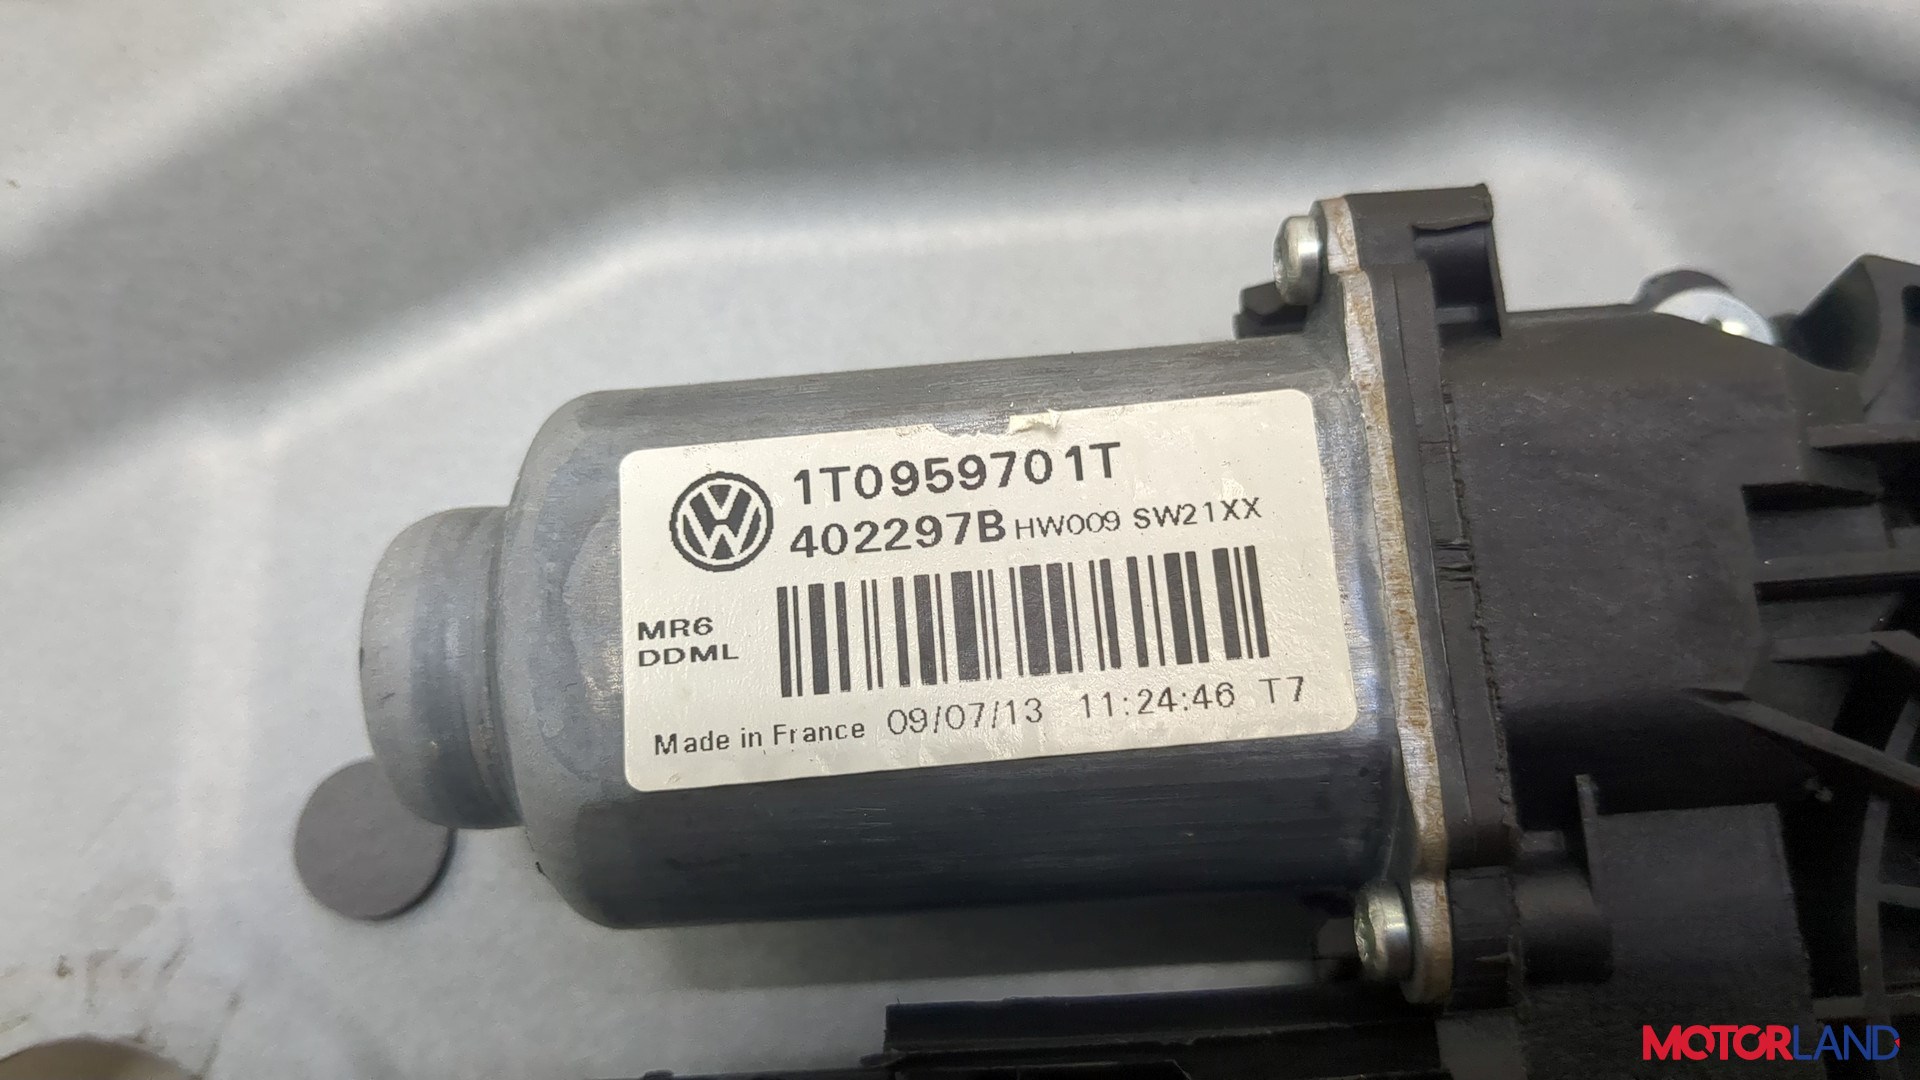 1T0959701T
402297B HW009 SW21XX
MR6
DDML
Made in France 09/07/13 11:24:46 T7
MOTORLAND